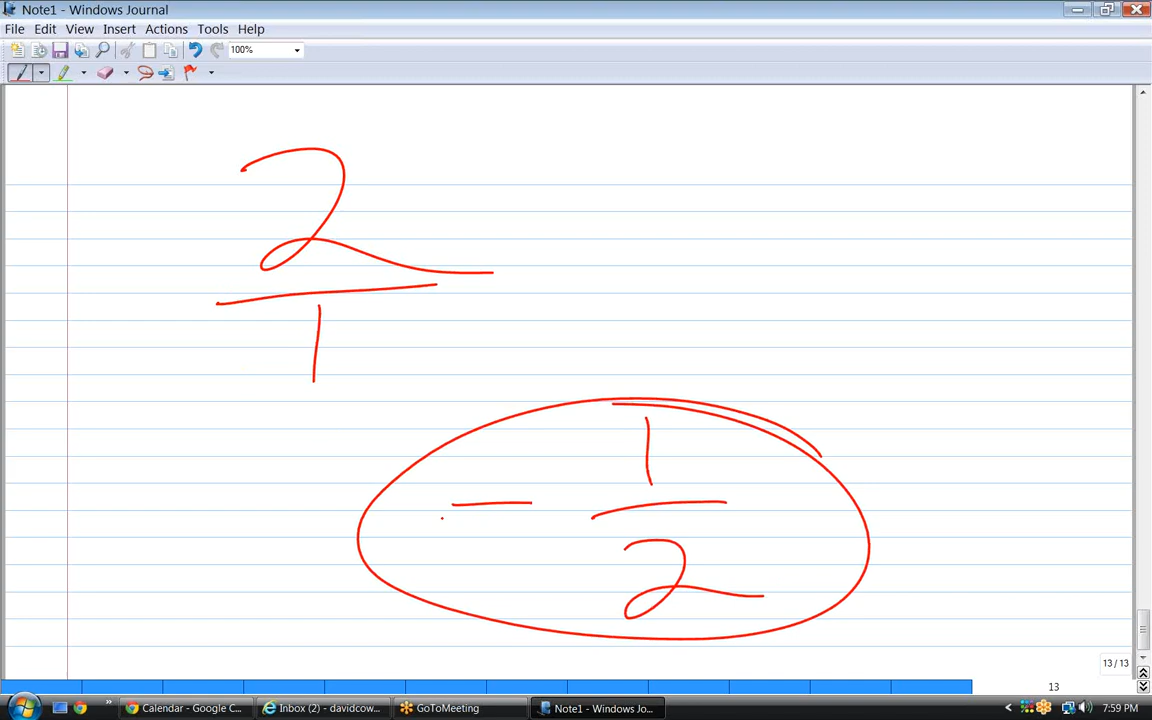 Note1 - Windows Journal
File Edit View Insert Actions Tools Help
100%
2
1
- 1
2
13 / 13
13
Calendar - Google C... Inbox (2) - davidcow... GoToMeeting Note1 - Windows Jo... 7:59 PM